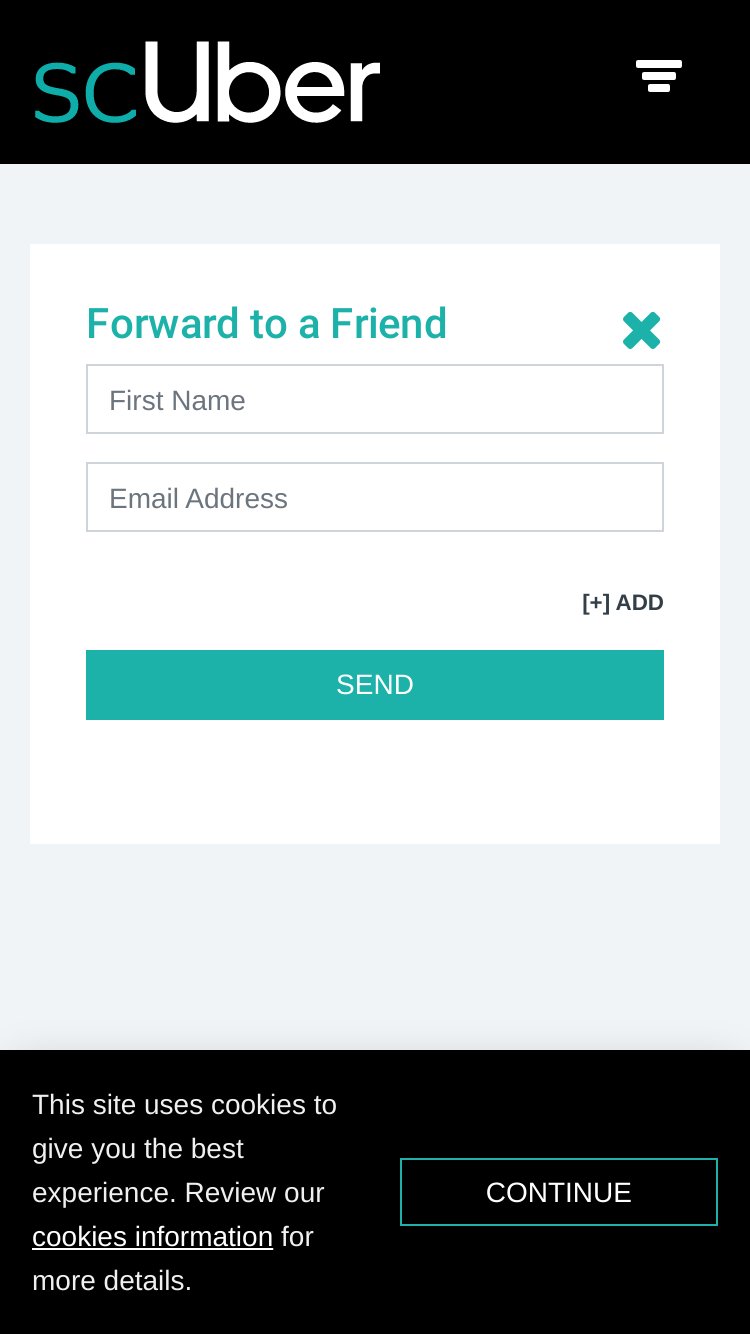 scUber
Forward to a Friend
First Name
Email Address
[+] ADD
SEND
This site uses cookies to
give you the best
experience. Review our
cookies information for
more details.
CONTINUE